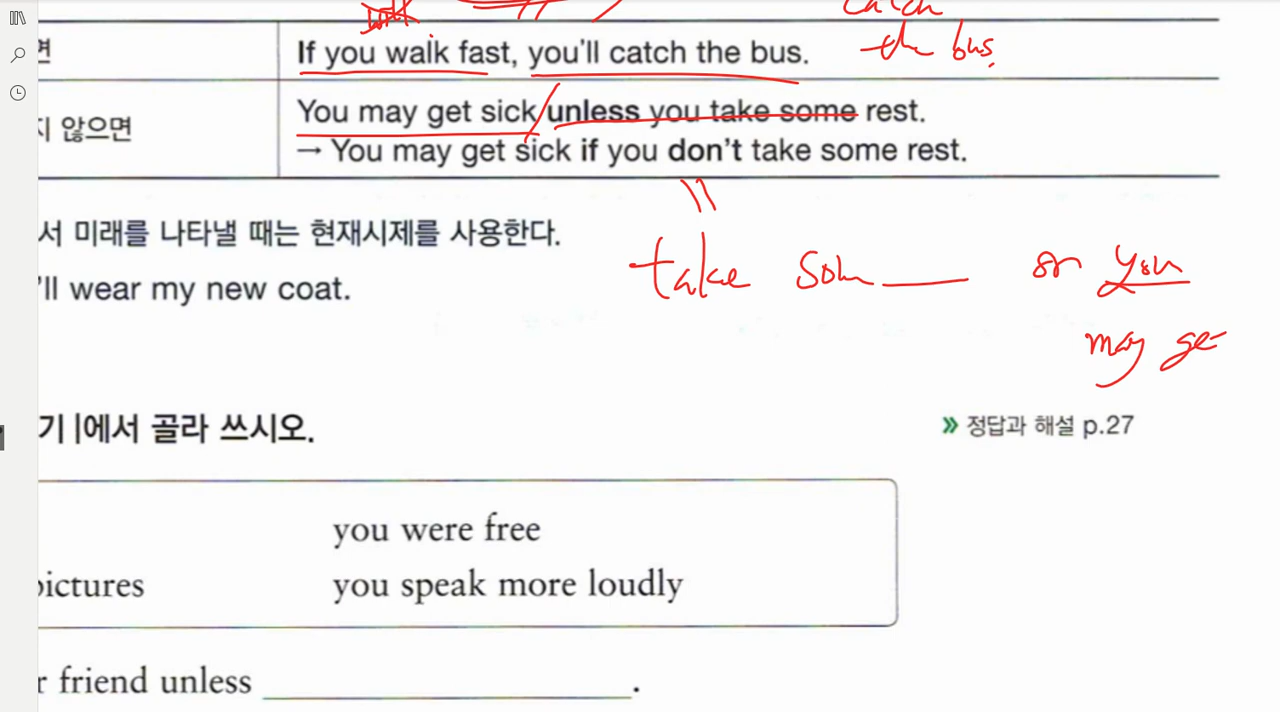 catch
the bus.
면
If you walk fast, you'll catch the bus.
지 않으면
You may get sick unless you take some rest.
→ You may get sick if you don't take some rest.
서 미래를 나타낼 때는 현재시제를 사용한다.
'll wear my new coat.
take som___ or you
may ge
기 |에서 골라 쓰시오.
» 정답과 해설 p.27
you were free
pictures
you speak more loudly
r friend unless ____________.